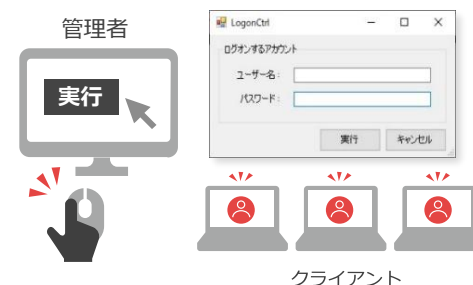 管理者
実行
LogonCtrl
ログオンするアカウント
ユーザー名:
パスワード:
実行
キャンセル
クライアント